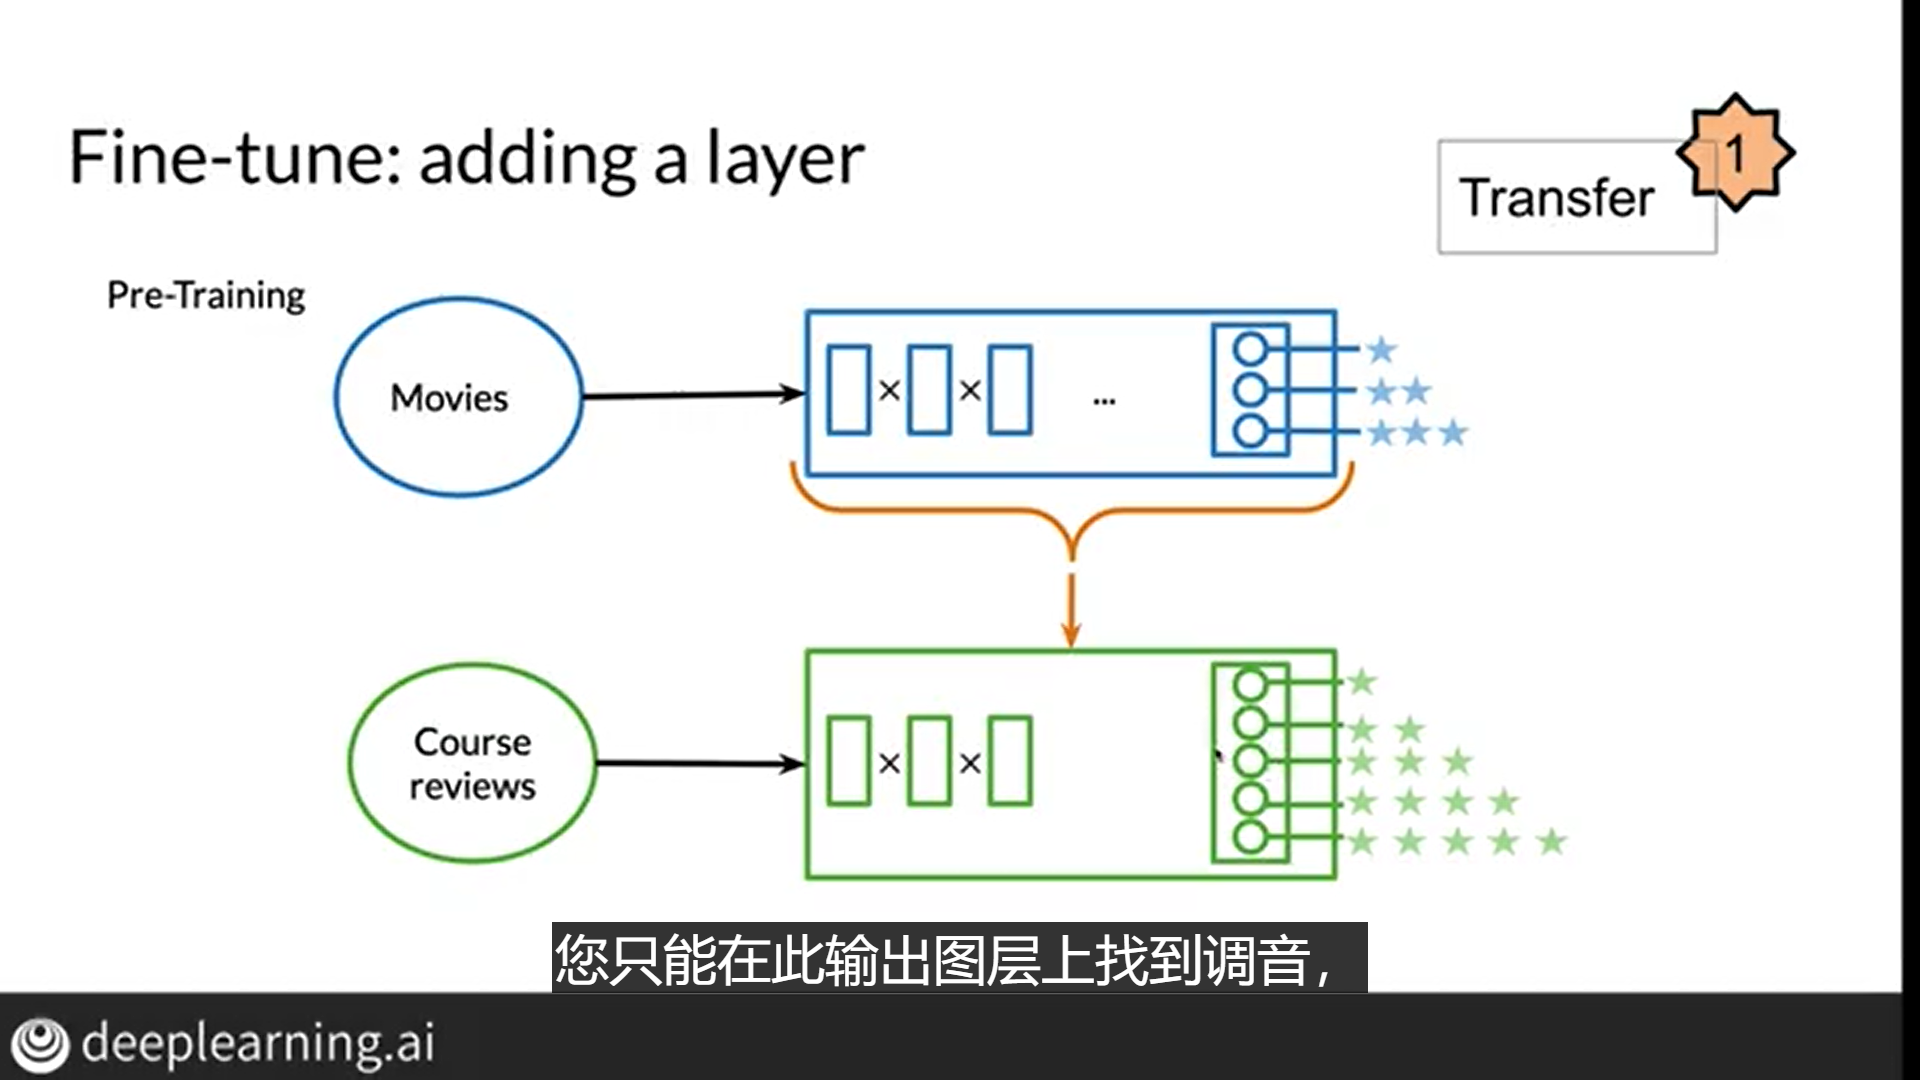 Fine-tune: adding a layer
1
Transfer
Pre-Training
Movies
× × ...
Course
reviews
× ×
您只能在此输出图层上找到调音，
deeplearning.ai